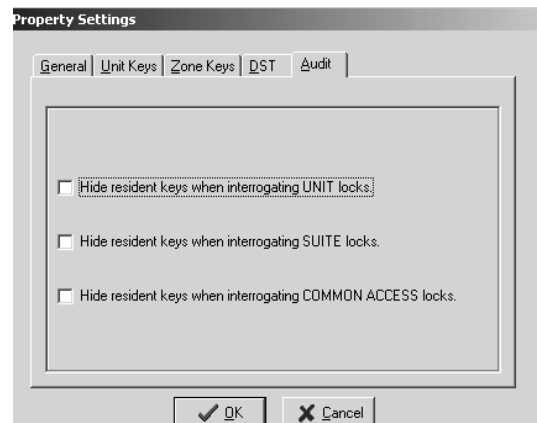 Property Settings
General Unit Keys Zone Keys DST Audit
Hide resident keys when interrogating UNIT locks.
Hide resident keys when interrogating SUITE locks.
Hide resident keys when interrogating COMMON ACCESS locks.
OK Cancel